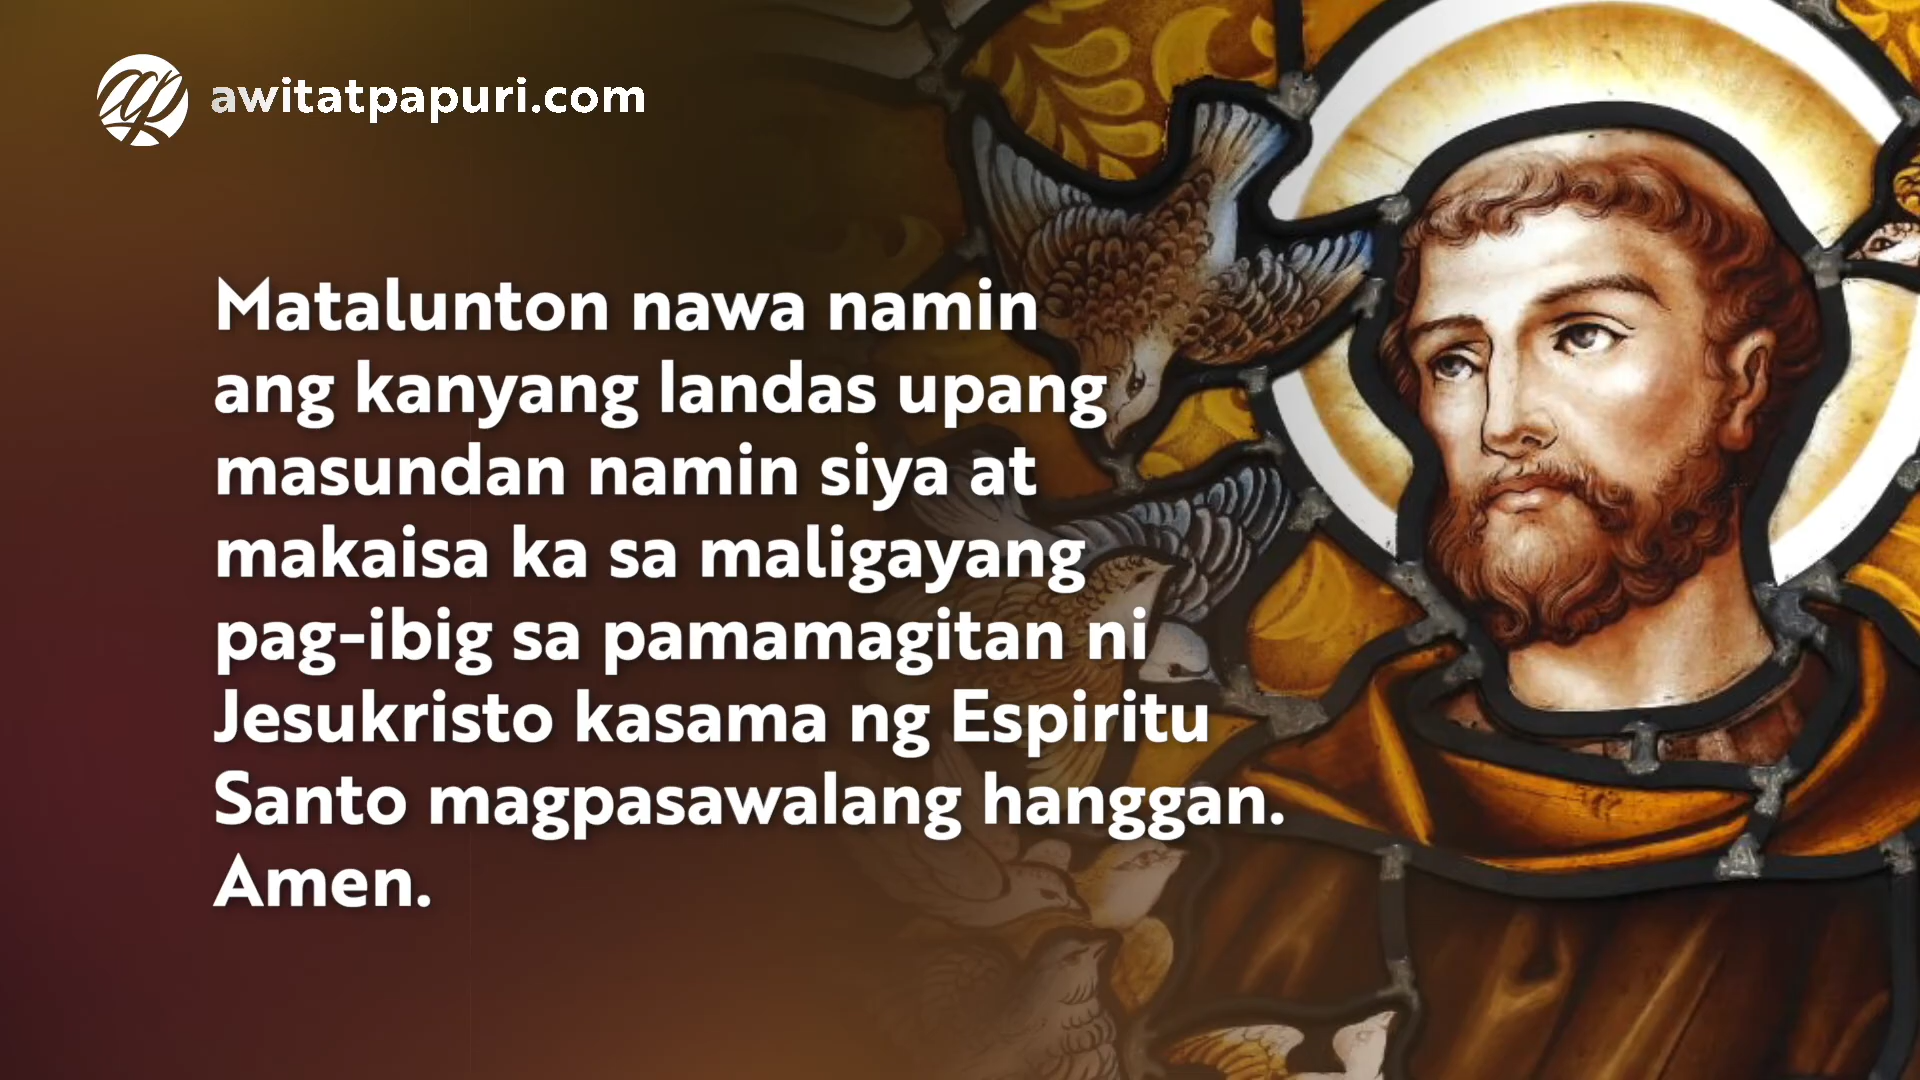 awitatpapuri.com
Matalunton nawa namin
ang kanyang landas upang
masundan namin siya at
makaisa ka sa maligayang
pag-ibig sa pamamagitan ni
Jesukristo kasama ng Espiritu
Santo magpasawalang hanggan.
Amen.